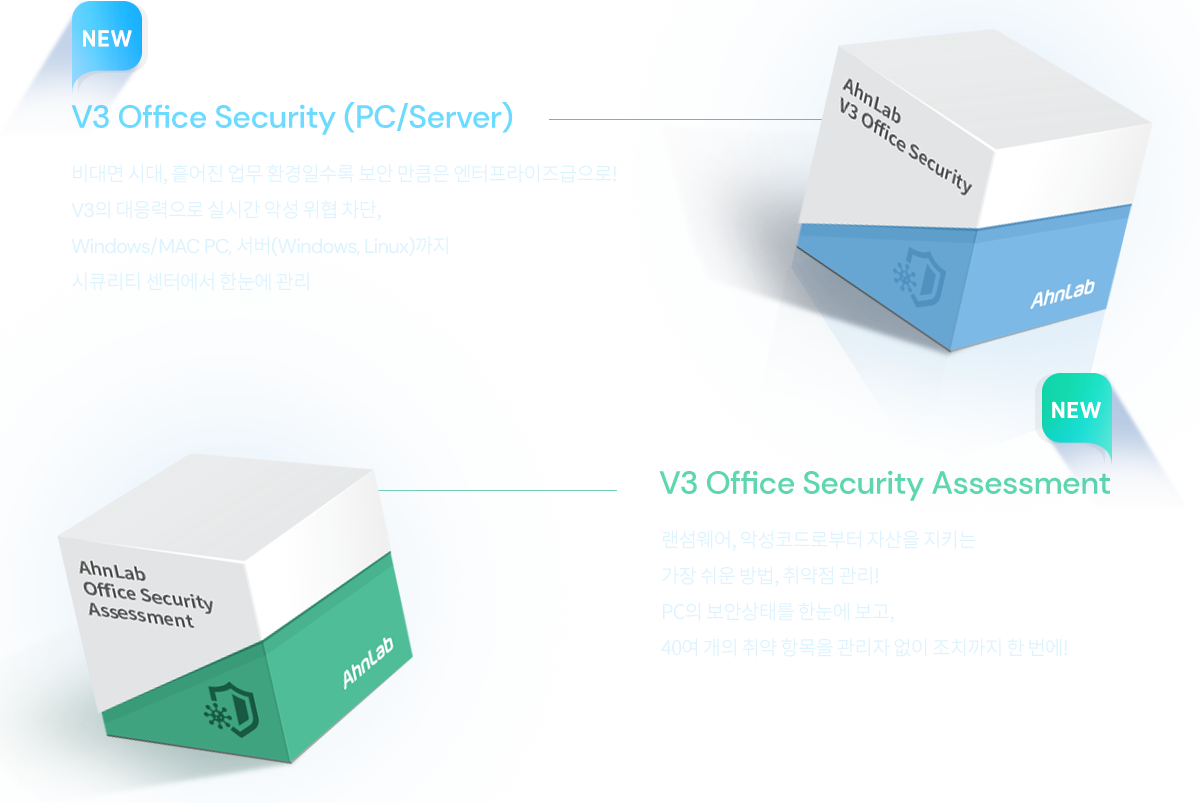 NEW
V3 Office Security (PC/Server)
비대면 시대, 흩어진 업무 환경일수록 보안 만큼은 엔터프라이즈급으로!
V3의 대응력으로 실시간 악성 위협 차단,
Windows/MAC PC, 서버(Windows, Linux)까지
시큐리티 센터에서 한눈에 관리
AhnLab
V3 Office Security
AhnLab
NEW
V3 Office Security Assessment
랜섬웨어, 악성코드로부터 자산을 지키는
가장 쉬운 방법, 취약점 관리!
PC의 보안상태를 한눈에 보고,
40여 개의 취약 항목을 관리자 없이 조치까지 한 번에!
AhnLab
Office Security
Assessment
AhnLab